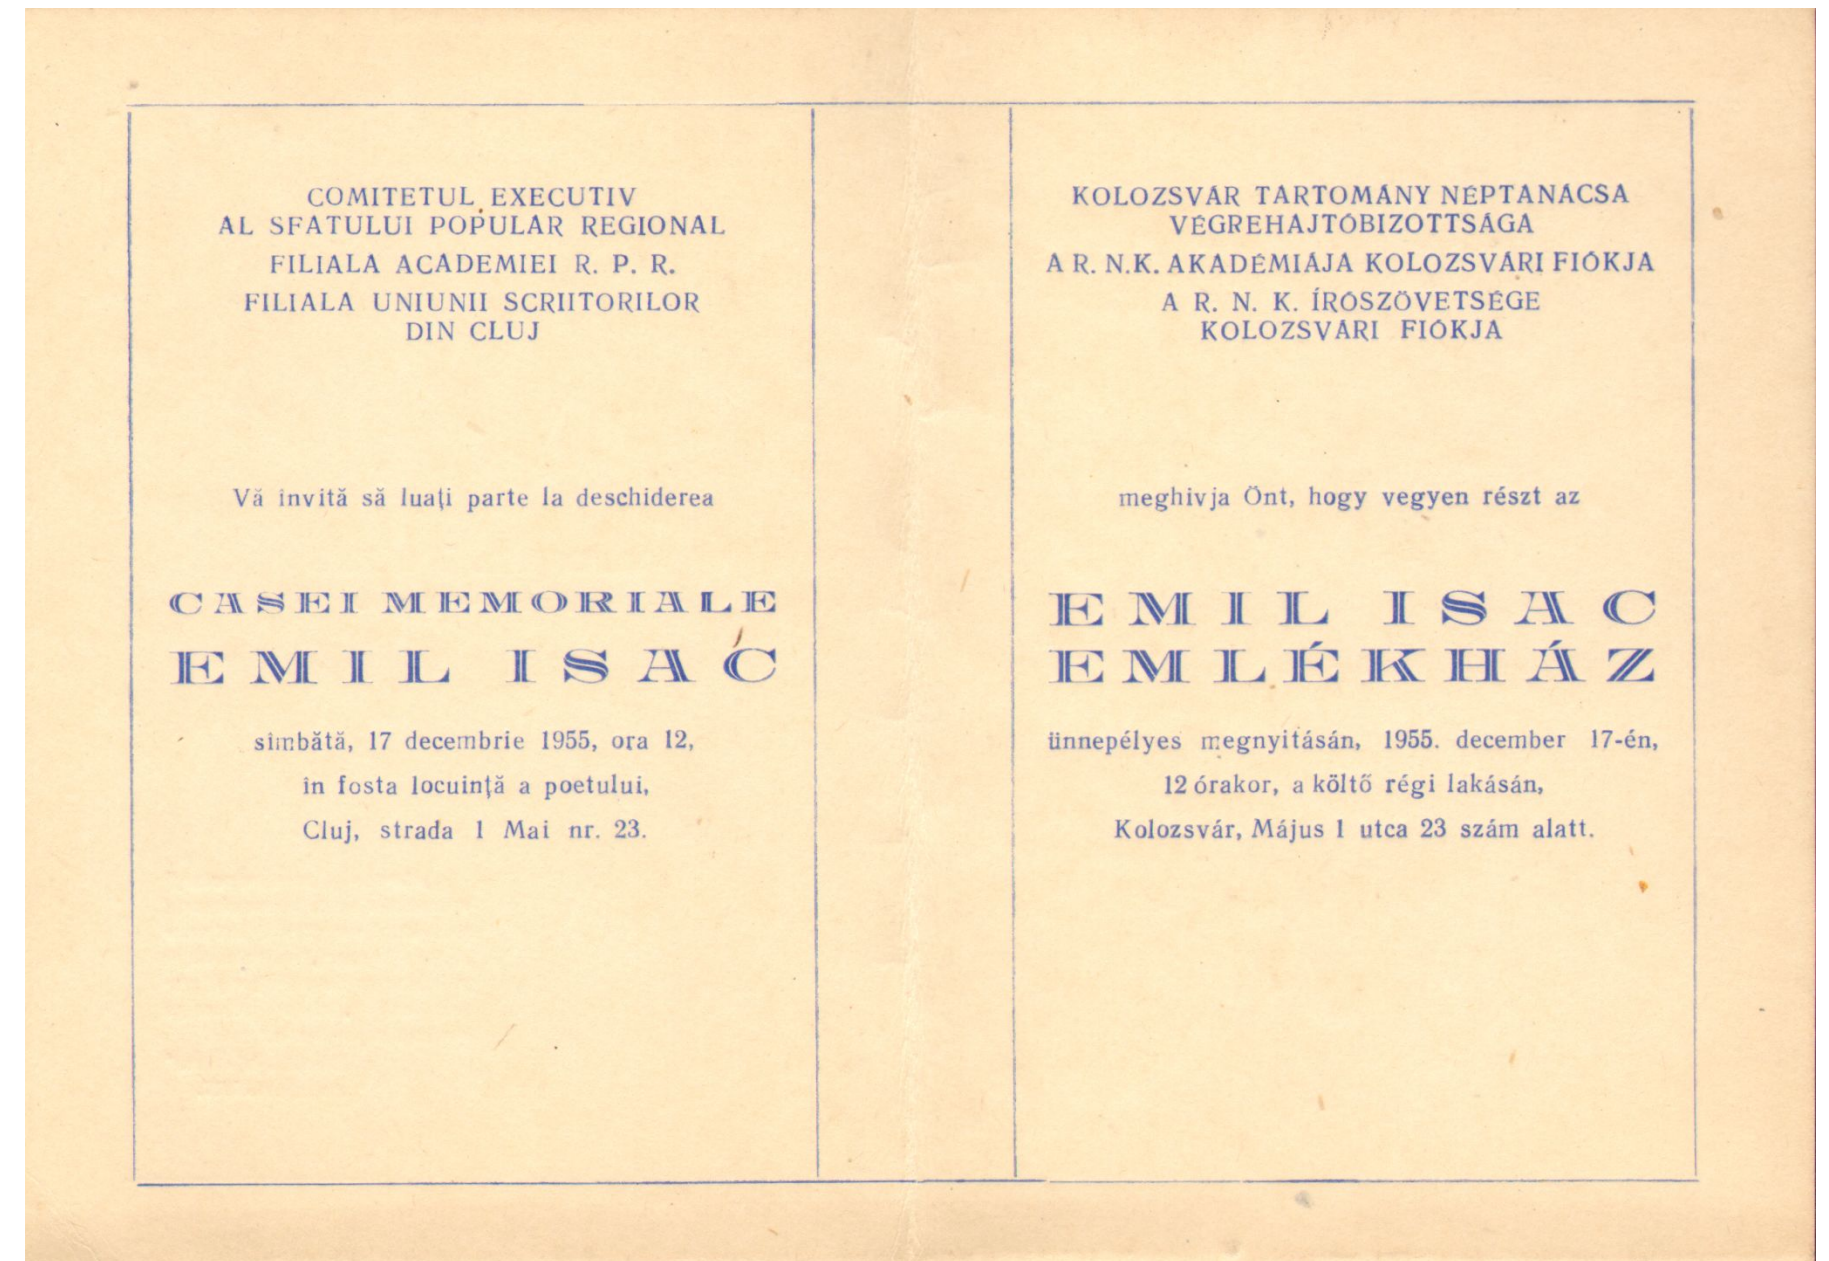 COMITETUL EXECUTIV
AL SFATULUI POPULAR REGIONAL
FILIALA ACADEMIEI R. P. R.
FILIALA UNIUNII SCRIITORILOR
DIN CLUJ
Vă invită să luați parte la deschiderea
CASEI MEMORIALE
EMIL ISAC
sîmbătă, 17 decembrie 1955, ora 12,
în fosta locuință a poetului,
Cluj, strada 1 Mai nr. 23.
KOLOZSVÁR TARTOMÁNY NÉPTANÁCSA
VÉGREHAJTÓBIZOTTSÁGA
A R. N.K. AKADÉMIÁJA KOLOZSVÁRI FIÓKJA
A R. N. K. ÍRÓSZÖVETSÉGE
KOLOZSVÁRI FIÓKJA
meghivja Önt, hogy vegyen részt az
EMIL ISAC
EMLÉKHÁZ
ünnepélyes megnyitásán, 1955. december 17-én,
12 órakor, a költő régi lakásán,
Kolozsvár, Május 1 utca 23 szám alatt.